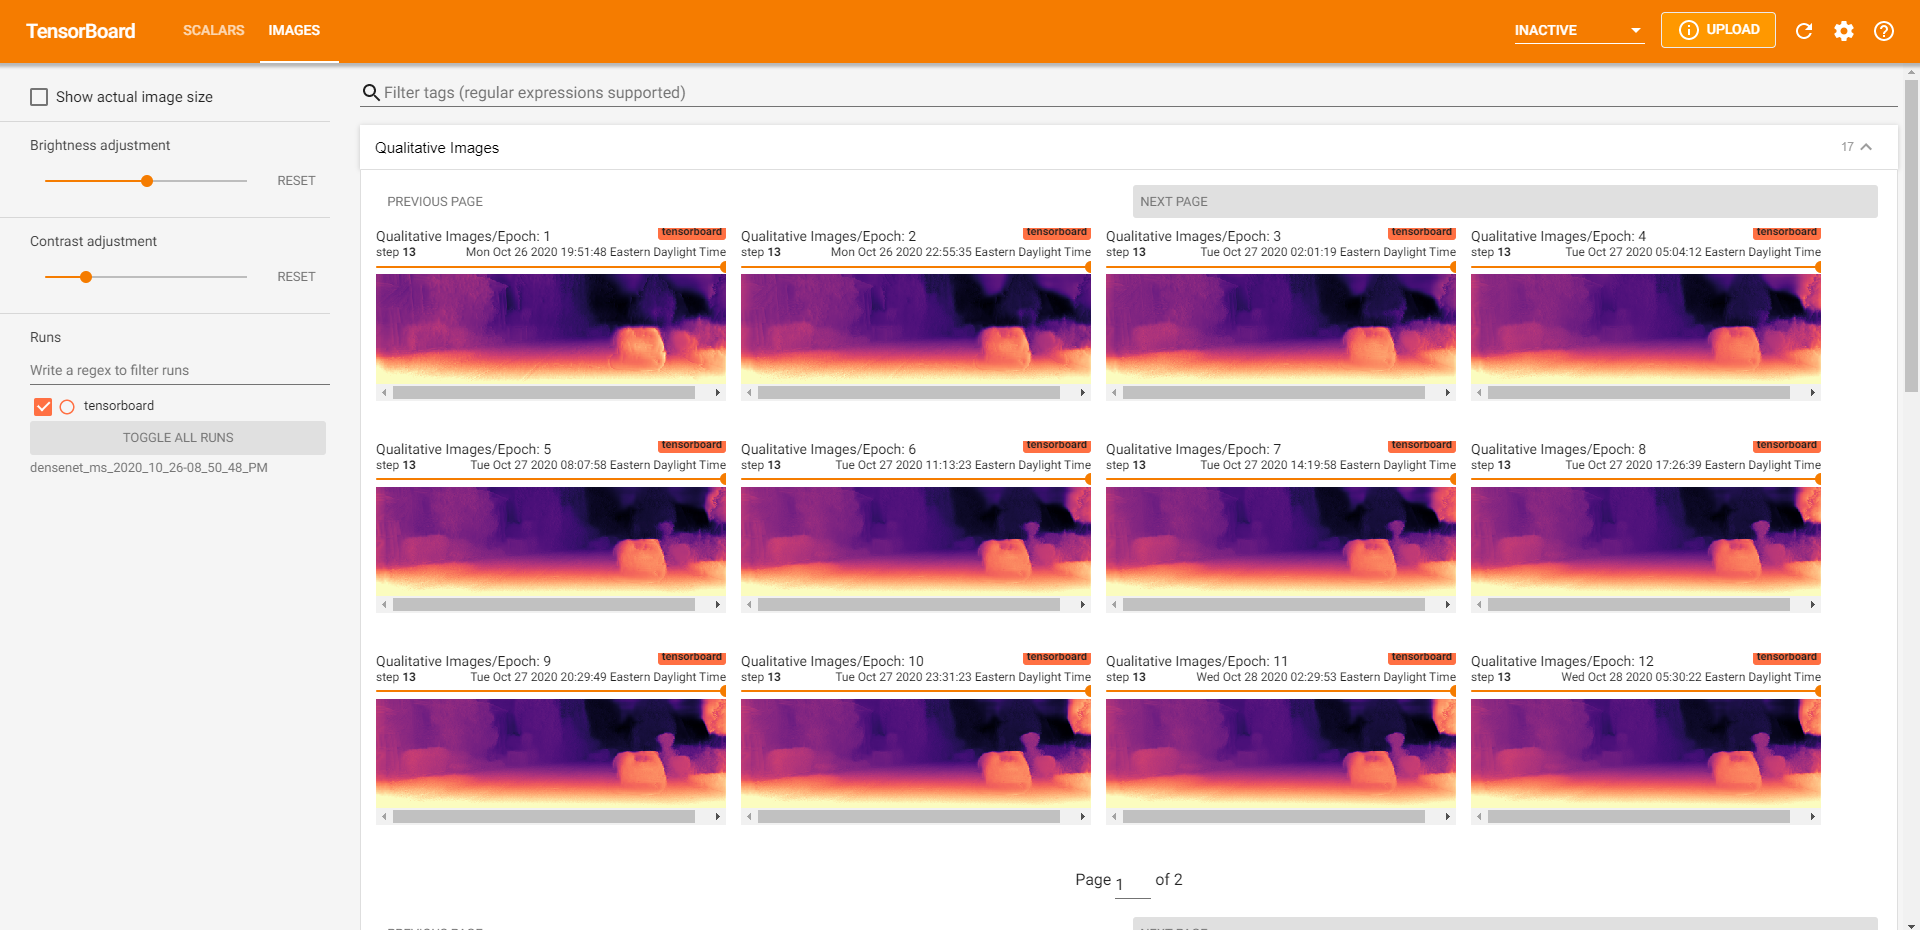 TensorBoard
SCALARS
IMAGES
INACTIVE
UPLOAD
Show actual image size
Brightness adjustment
RESET
Contrast adjustment
RESET
Runs
Write a regex to filter runs
tensorboard
TOGGLE ALL RUNS
densenet_ms_2020_10_26-08_50_48_PM
Filter tags (regular expressions supported)
Qualitative Images
17
PREVIOUS PAGE
NEXT PAGE
Qualitative Images/Epoch: 1
tensorboard
step 13
Mon Oct 26 2020 19:51:48 Eastern Daylight Time
Qualitative Images/Epoch: 2
tensorboard
step 13
Mon Oct 26 2020 22:55:35 Eastern Daylight Time
Qualitative Images/Epoch: 3
tensorboard
step 13
Tue Oct 27 2020 02:01:19 Eastern Daylight Time
Qualitative Images/Epoch: 4
tensorboard
step 13
Tue Oct 27 2020 05:04:12 Eastern Daylight Time
Qualitative Images/Epoch: 5
tensorboard
step 13
Tue Oct 27 2020 08:07:58 Eastern Daylight Time
Qualitative Images/Epoch: 6
tensorboard
step 13
Tue Oct 27 2020 11:13:23 Eastern Daylight Time
Qualitative Images/Epoch: 7
tensorboard
step 13
Tue Oct 27 2020 14:19:58 Eastern Daylight Time
Qualitative Images/Epoch: 8
tensorboard
step 13
Tue Oct 27 2020 17:26:39 Eastern Daylight Time
Qualitative Images/Epoch: 9
tensorboard
step 13
Tue Oct 27 2020 20:29:49 Eastern Daylight Time
Qualitative Images/Epoch: 10
tensorboard
step 13
Tue Oct 27 2020 23:31:23 Eastern Daylight Time
Qualitative Images/Epoch: 11
tensorboard
step 13
Wed Oct 28 2020 02:29:53 Eastern Daylight Time
Qualitative Images/Epoch: 12
tensorboard
step 13
Wed Oct 28 2020 05:30:22 Eastern Daylight Time
Page 1 of 2
PREVIOUS PAGE
NEXT PAGE